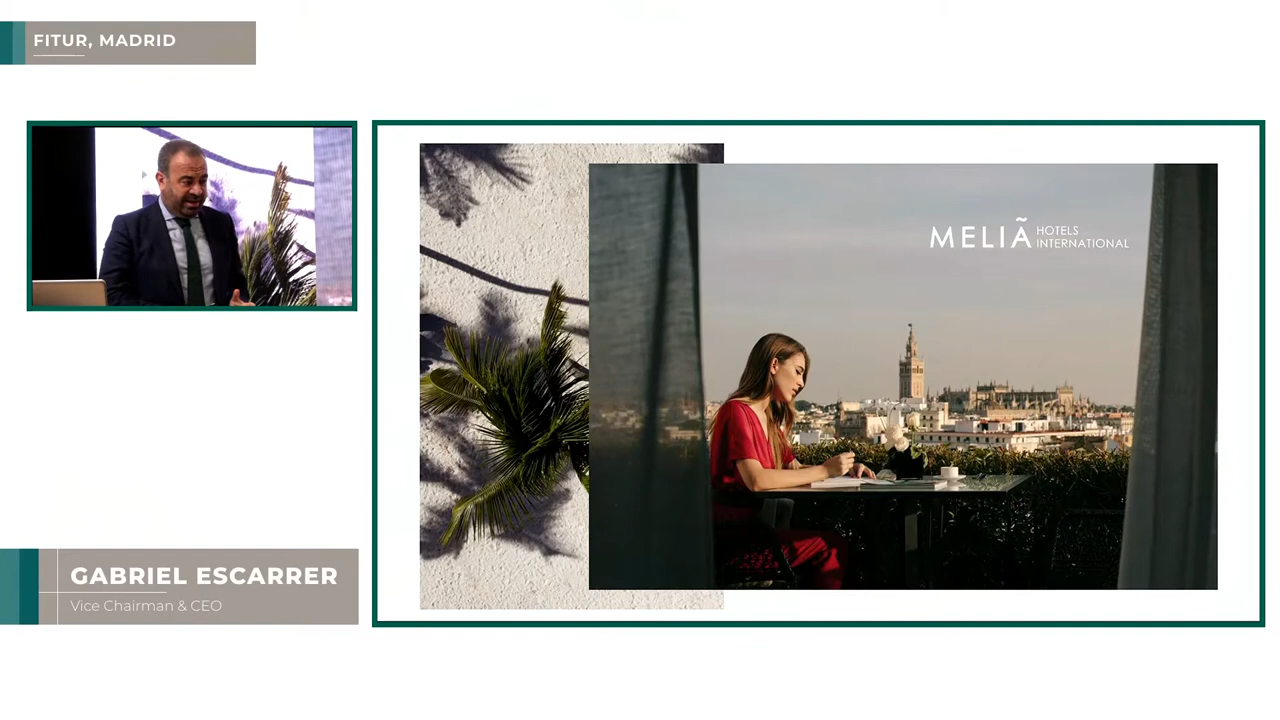 FITUR, MADRID
MELIÃ HOTELS
INTERNATIONAL
GABRIEL ESCARRER
Vice Chairman & CEO